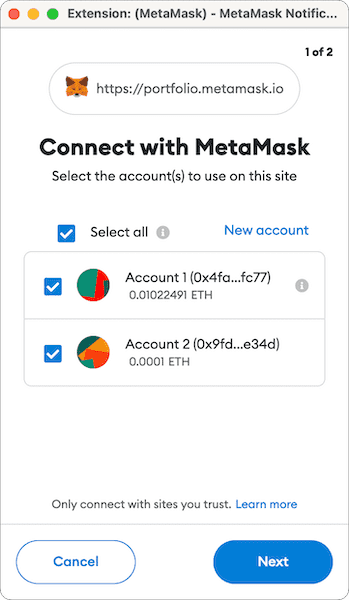 Extension: (MetaMask) - MetaMask Notific...
1 of 2
https://portfolio.metamask.io
Connect with MetaMask
Select the account(s) to use on this site
Select all
New account
Account 1 (0x4fa...fc77)
0.01022491 ETH
Account 2 (0x9fd...e34d)
0.0001 ETH
Only connect with sites you trust. Learn more
Cancel
Next